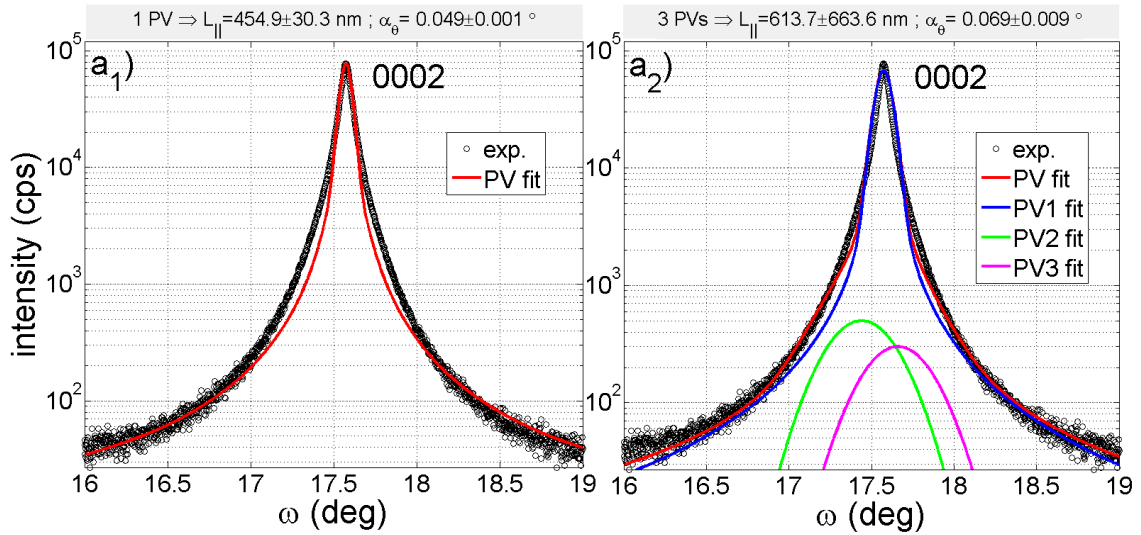 1 PV ⇒ L||=454.9±30.3 nm ; αθ = 0.049±0.001 °
a1)
0002
exp.
PV fit
intensity (cps)
10^5
10^4
10^3
10^2
16 16.5 17 17.5 18 18.5 19
ω (deg)
3 PVs ⇒ L||=613.7±663.6 nm ; αθ = 0.069±0.009 °
a2)
0002
exp.
PV fit
PV1 fit
PV2 fit
PV3 fit
10^5
10^4
10^3
10^2
16 16.5 17 17.5 18 18.5 19
ω (deg)